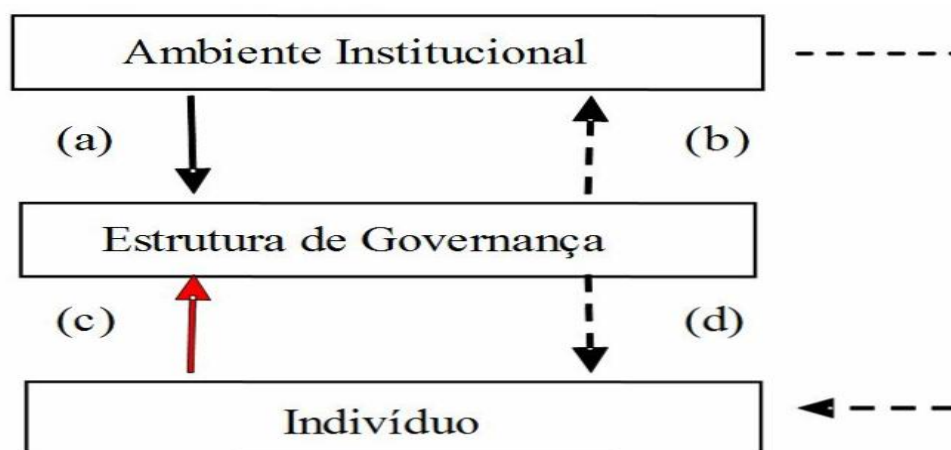 Ambiente Institucional
(a)
(b)
Estrutura de Governança
(c)
(d)
Indivíduo